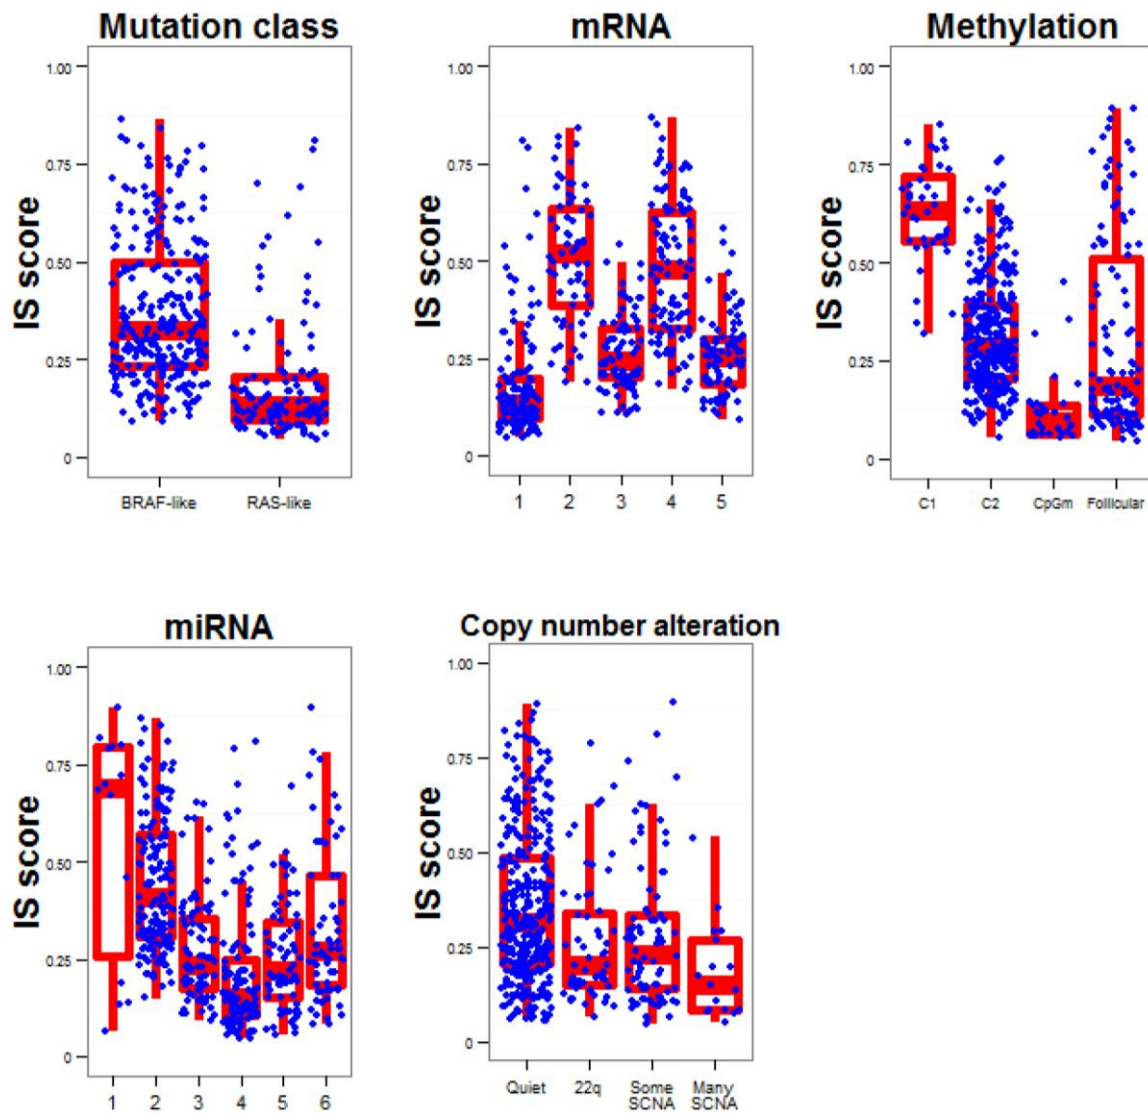 Mutation class
IS score
1.00
0.75
0.50
0.25
0
BRAF-like RAS-like
mRNA
IS score
1.00
0.75
0.50
0.25
0
1 2 3 4 5
Methylation
IS score
1.00
0.75
0.50
0.25
0
C1 C2 CpGm Follicular
miRNA
IS score
1.00
0.75
0.50
0.25
0
1 2 3 4 5 6
Copy number alteration
IS score
1.00
0.75
0.50
0.25
0
Quiet 22q Some Many
SCNA SCNA